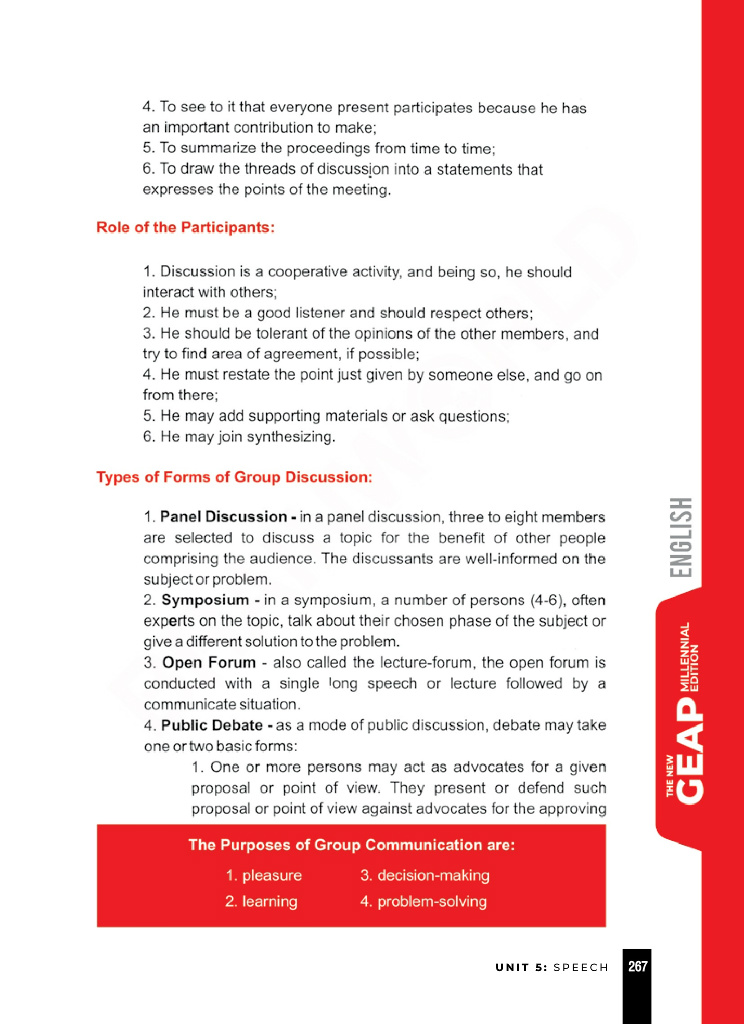 4. To see to it that everyone present participates because he has
an important contribution to make;
5. To summarize the proceedings from time to time;
6. To draw the threads of discussion into a statements that
expresses the points of the meeting.
Role of the Participants:
1. Discussion is a cooperative activity, and being so, he should
interact with others;
2. He must be a good listener and should respect others;
3. He should be tolerant of the opinions of the other members, and
try to find area of agreement, if possible;
4. He must restate the point just given by someone else, and go on
from there;
5. He may add supporting materials or ask questions;
6. He may join synthesizing.
Types of Forms of Group Discussion:
1. Panel Discussion - in a panel discussion, three to eight members
are selected to discuss a topic for the benefit of other people
comprising the audience. The discussants are well-informed on the
subject or problem.
2. Symposium - in a symposium, a number of persons (4-6), often
experts on the topic, talk about their chosen phase of the subject or
give a different solution to the problem.
3. Open Forum - also called the lecture-forum, the open forum is
conducted with a single long speech or lecture followed by a
communicate situation.
4. Public Debate - as a mode of public discussion, debate may take
one or two basic forms:
1. One or more persons may act as advocates for a given
proposal or point of view. They present or defend such
proposal or point of view against advocates for the approving
The Purposes of Group Communication are:
1. pleasure 3. decision-making
2. learning 4. problem-solving
ENGLISH
THE NEW
GEAP
MILLENNIAL
EDITION
UNIT 5: SPEECH 267